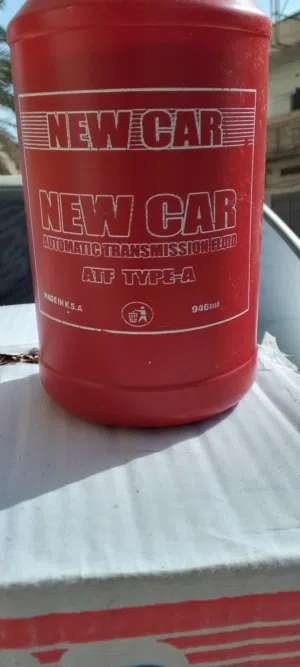 NEW CAR
NEW CAR
AUTOMATIC TRANSMISSION FLUID
ATF TYPE-A
MADE IN K.S.A
946ml